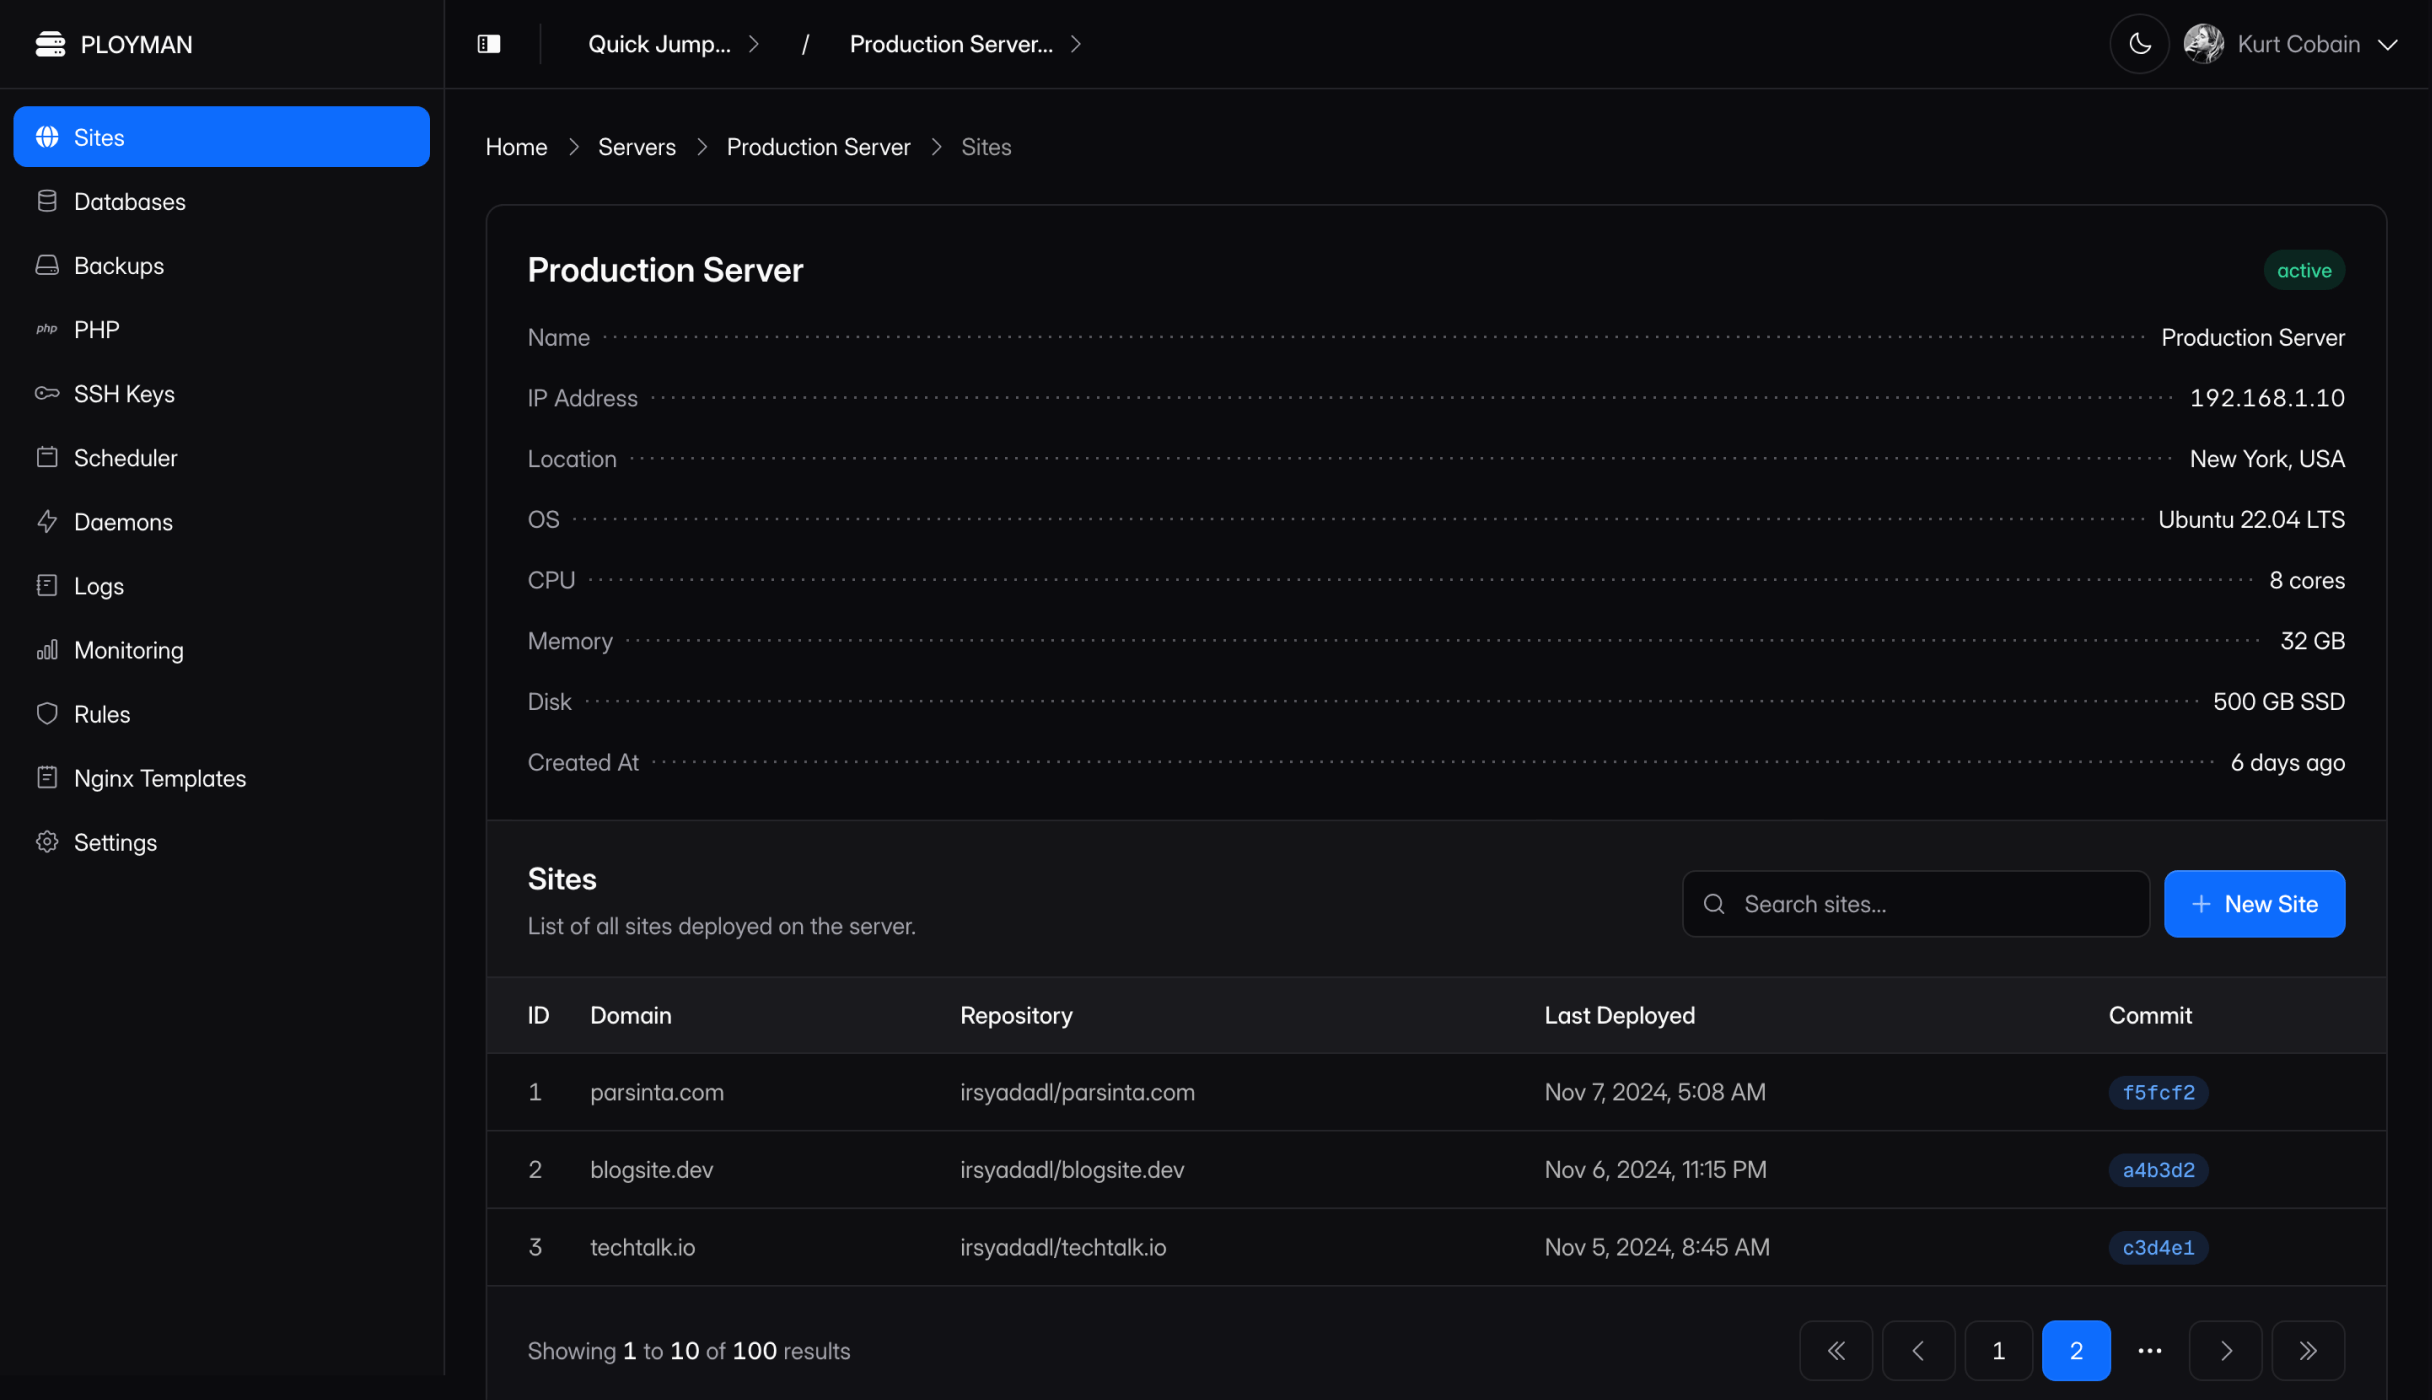 PLOYMAN
Quick Jump... / Production Server...
Kurt Cobain
Sites
Databases
Backups
php PHP
SSH Keys
Scheduler
Daemons
Logs
Monitoring
Rules
Nginx Templates
Settings
Home Servers Production Server Sites
Production Server
active
Name Production Server
IP Address 192.168.1.10
Location New York, USA
OS Ubuntu 22.04 LTS
CPU 8 cores
Memory 32 GB
Disk 500 GB SSD
Created At 6 days ago
Sites
List of all sites deployed on the server.
Search sites...
New Site
ID Domain Repository Last Deployed Commit
1 parsinta.com irsyadadl/parsinta.com Nov 7, 2024, 5:08 AM f5fcf2
2 blogsite.dev irsyadadl/blogsite.dev Nov 6, 2024, 11:15 PM a4b3d2
3 techtalk.io irsyadadl/techtalk.io Nov 5, 2024, 8:45 AM c3d4e1
Showing 1 to 10 of 100 results
1 2 ...